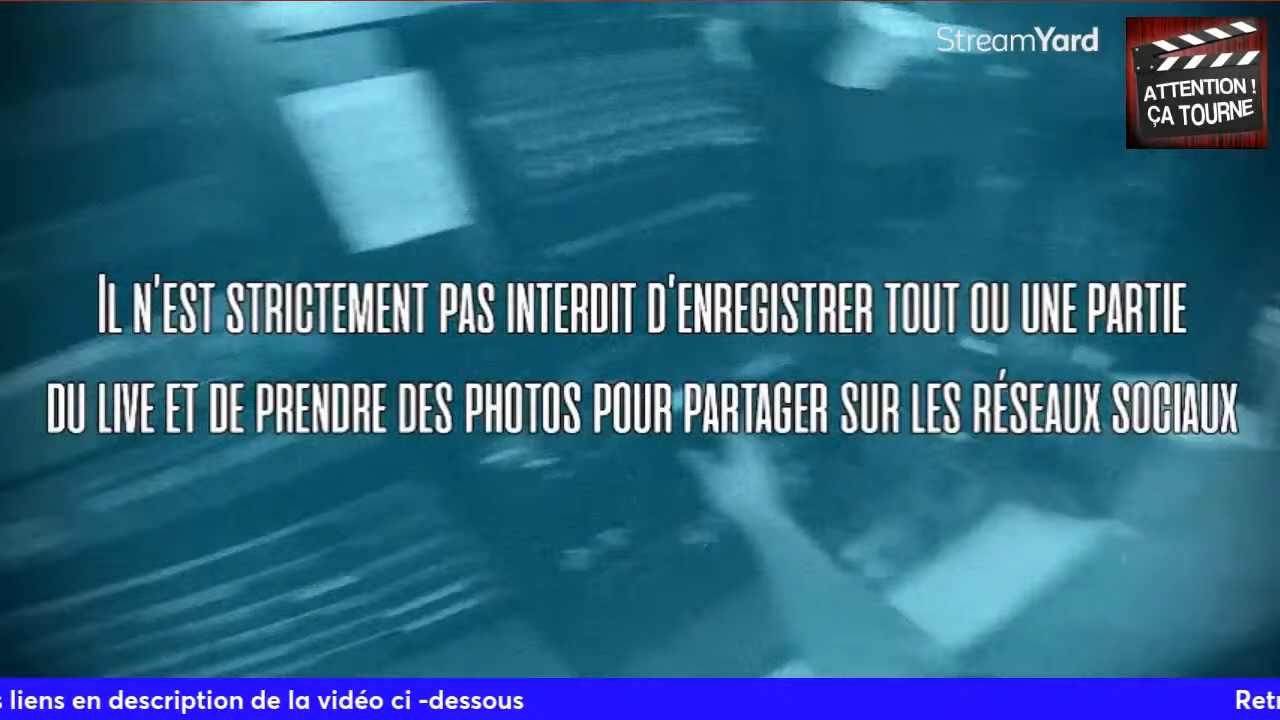 StreamYard
ATTENTION !
ÇA TOURNE
IL N'EST STRICTEMENT PAS INTERDIT D'ENREGISTRER TOUT OU UNE PARTIE
DU LIVE ET DE PRENDRE DES PHOTOS POUR PARTAGER SUR LES RÉSEAUX SOCIAUX
liens en description de la vidéo ci -dessous